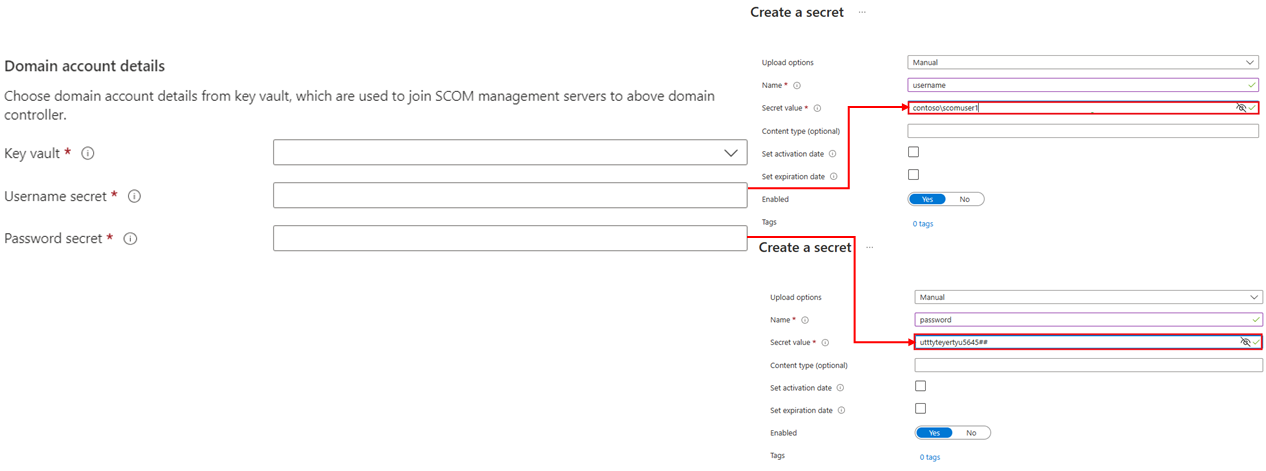 Domain account details
Choose domain account details from key vault, which are used to join SCOM management servers to above domain
controller.
Key vault *
Username secret *
Password secret *
Create a secret ...
Upload options Manual
Name * username
Secret value * contoso\scomuser1
Content type (optional)
Set activation date
Set expiration date
Enabled Yes No
Tags 0 tags
Create a secret ...
Upload options Manual
Name * password
Secret value * utttyteyertyu5645##
Content type (optional)
Set activation date
Set expiration date
Enabled Yes No
Tags 0 tags